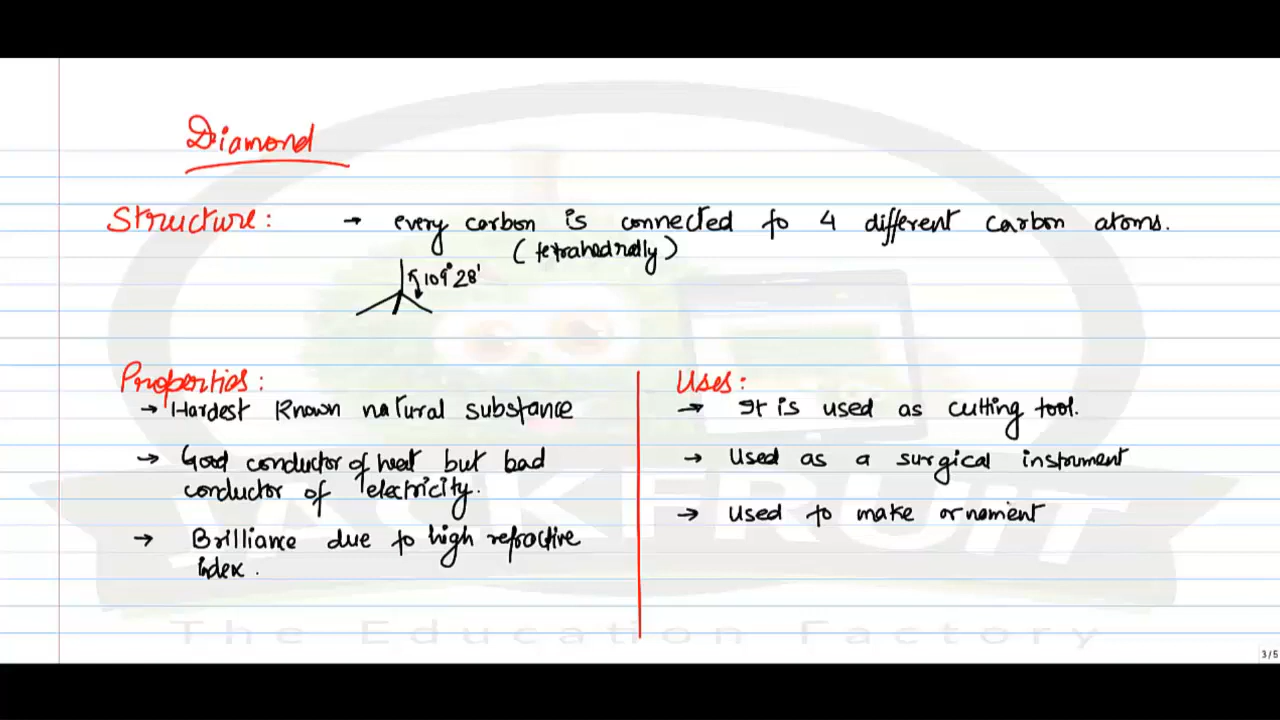 Diamond
Structure: → every carbon is connected to 4 different carbon atoms.
(tetrahedrally)
109°28'
Properties:
→ Hardest Known natural substance
→ Good conductor of heat but bad
conductor of electricity.
→ Brilliance due to high refractive
index.
Uses:
→ It is used as cutting tool.
→ Used as a surgical instrument
→ Used to make ornament
JACKFRUIT
The Education Factory
3/5